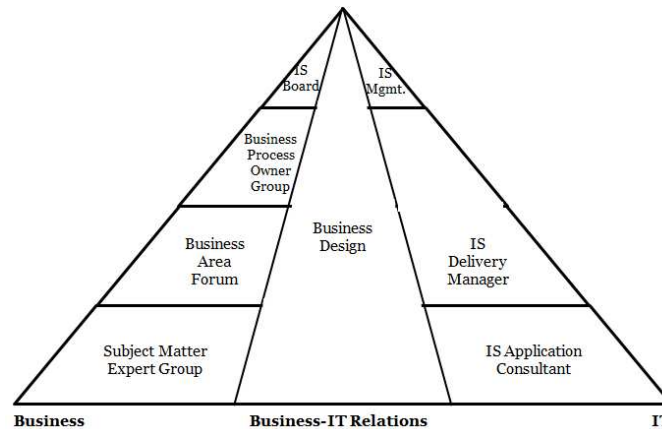 IS
Board
IS
Mgmt.
Business
Process
Owner
Group
Business
Design
Business
Area
Forum
IS
Delivery
Manager
Subject Matter
Expert Group
IS Application
Consultant
Business
Business-IT Relations
IT